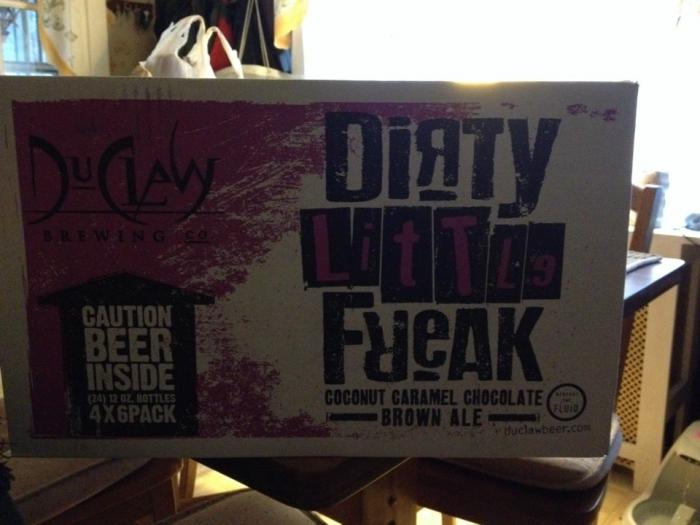 DuCLAW
BREWING CO
CAUTION
BEER
INSIDE
(24) 12 OZ. BOTTLES
4X6PACK
DiRTY
LiTTLe
FReAK
COCONUT CARAMEL CHOCOLATE
BROWN ALE
FLUID
duclawbeer.com